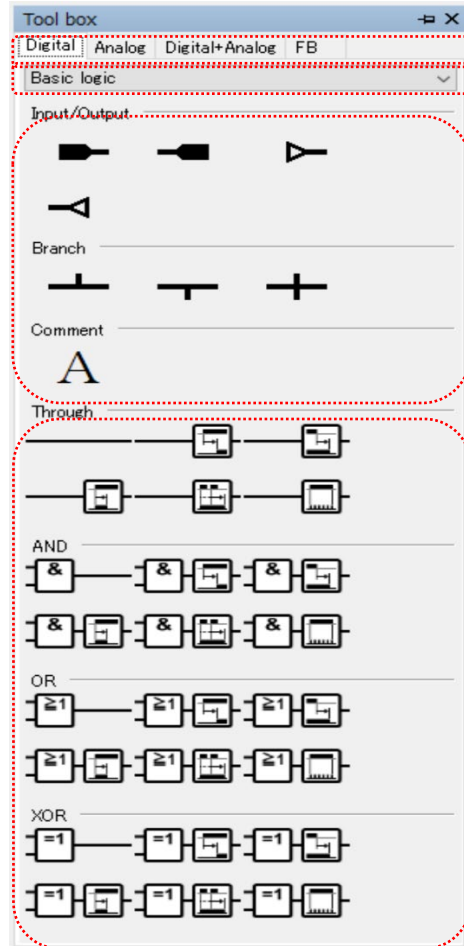 Tool box
Digital Analog Digital+Analog FB
Basic logic
Input/Output
Branch
Comment
A
Through
AND
& & &
& & &
OR
≧1 ≧1 ≧1
≧1 ≧1 ≧1
XOR
=1 =1 =1
=1 =1 =1